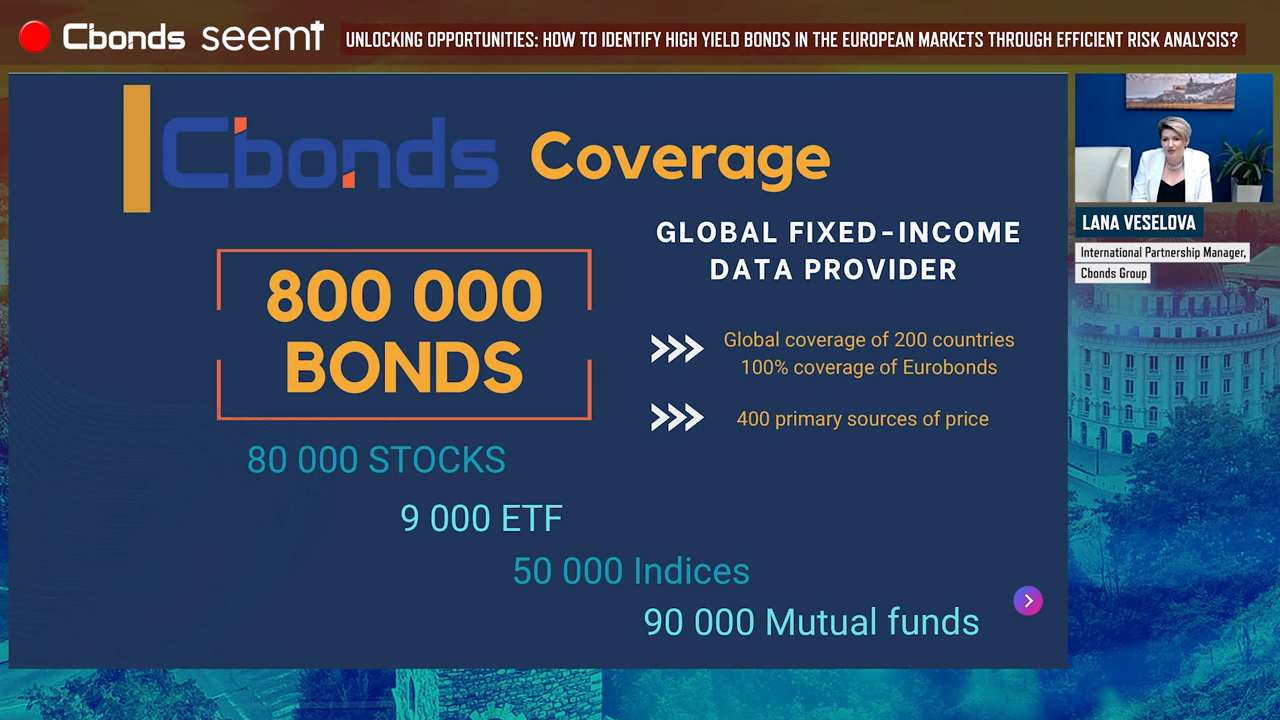 Cbonds seemt UNLOCKING OPPORTUNITIES: HOW TO IDENTIFY HIGH YIELD BONDS IN THE EUROPEAN MARKETS THROUGH EFFICIENT RISK ANALYSIS?
Cbonds Coverage
GLOBAL FIXED-INCOME
DATA PROVIDER
800 000
BONDS
Global coverage of 200 countries
100% coverage of Eurobonds
400 primary sources of price
80 000 STOCKS
9 000 ETF
50 000 Indices
90 000 Mutual funds
LANA VESELOVA
International Partnership Manager,
Cbonds Group